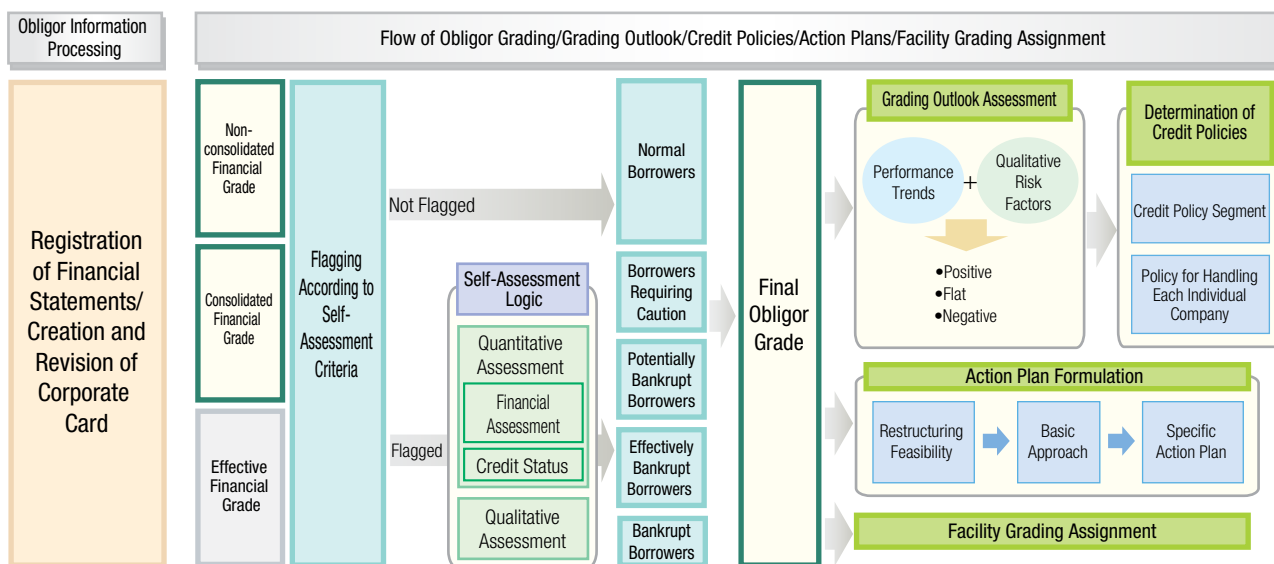 Obligor Information
Processing
Flow of Obligor Grading/Grading Outlook/Credit Policies/Action Plans/Facility Grading Assignment
Registration
of Financial
Statements/
Creation and
Revision of
Corporate
Card
Non-
consolidated
Financial
Grade
Consolidated
Financial
Grade
Effective
Financial
Grade
Flagging
According to
Self-
Assessment
Criteria
Not Flagged
Flagged
Self-Assessment
Logic
Quantitative
Assessment
Financial
Assessment
Credit Status
Qualitative
Assessment
Normal
Borrowers
Borrowers
Requiring
Caution
Potentially
Bankrupt
Borrowers
Effectively
Bankrupt
Borrowers
Bankrupt
Borrowers
Final
Obligor
Grade
Grading Outlook Assessment
Performance
Trends
+
Qualitative
Risk
Factors
●Positive
●Flat
●Negative
Determination of
Credit Policies
Credit Policy Segment
Policy for Handling
Each Individual
Company
Action Plan Formulation
Restructuring
Feasibility
Basic
Approach
Specific
Action Plan
Facility Grading Assignment